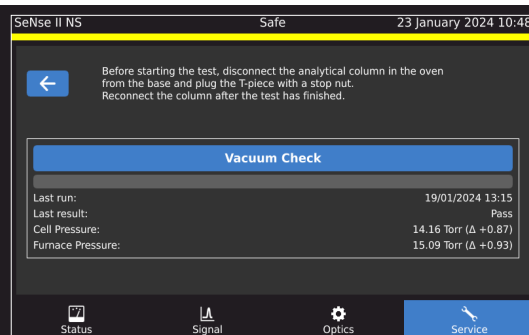 SeNse II NS
Safe
23 January 2024 10:48
Before starting the test, disconnect the analytical column in the oven
from the base and plug the T-piece with a stop nut.
Reconnect the column after the test has finished.
Vacuum Check
Last run: 19/01/2024 13:15
Last result: Pass
Cell Pressure: 14.16 Torr (Δ +0.87)
Furnace Pressure: 15.09 Torr (Δ +0.93)
Status
Signal
Optics
Service